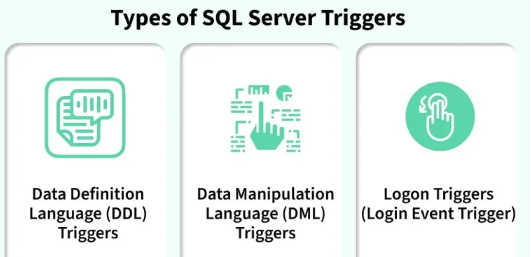 Types of SQL Server Triggers
Data Definition
Language (DDL)
Triggers
Data Manipulation
Language (DML)
Triggers
Logon Triggers
(Login Event Trigger)